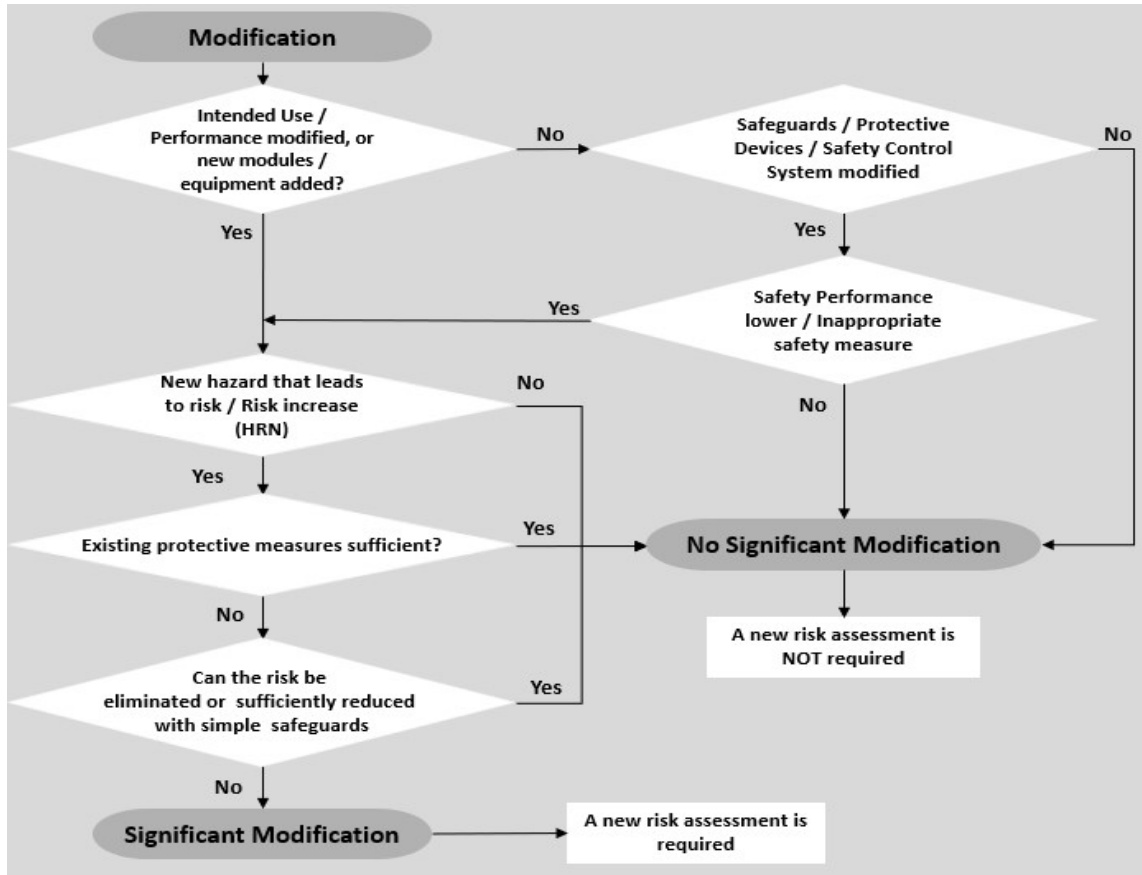 Modification
Intended Use /
Performance modified, or
new modules /
equipment added?
No
Safeguards / Protective
Devices / Safety Control
System modified
No
Yes
Yes
Safety Performance
lower / Inappropriate
safety measure
Yes
No
New hazard that leads
to risk / Risk increase
(HRN)
No
Yes
Existing protective measures sufficient?
Yes
No Significant Modification
No
A new risk assessment is
NOT required
Can the risk be
eliminated or sufficiently reduced
with simple safeguards
Yes
No
Significant Modification
A new risk assessment is
required